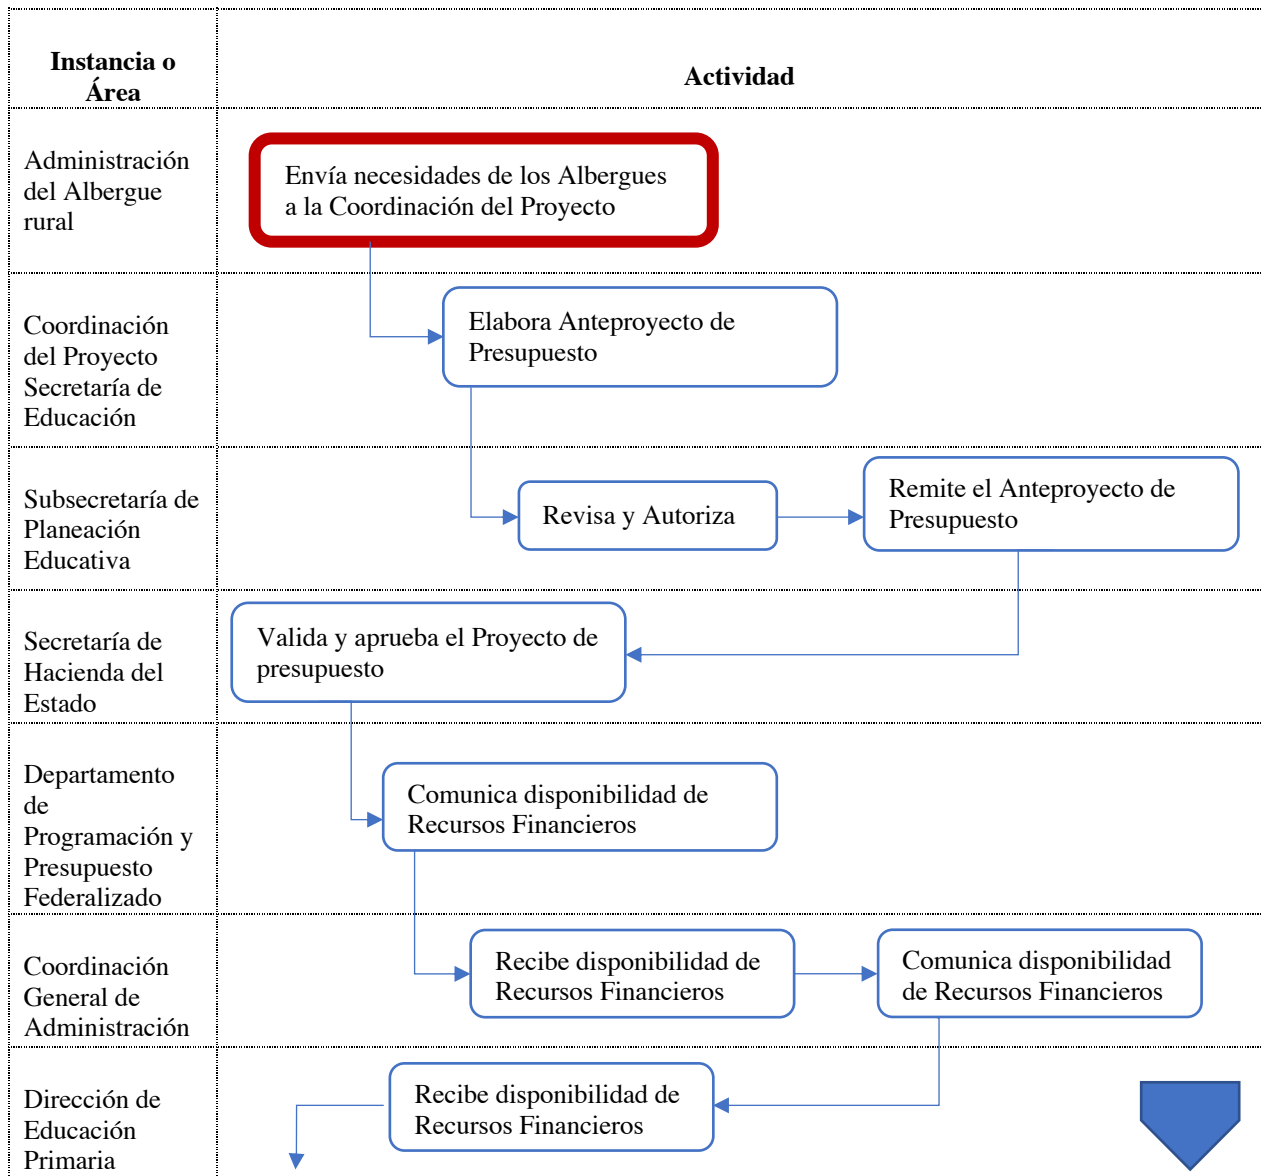 Instancia o
Área
Actividad
Administración
del Albergue
rural
Envía necesidades de los Albergues
a la Coordinación del Proyecto
Coordinación
del Proyecto
Secretaría de
Educación
Elabora Anteproyecto de
Presupuesto
Subsecretaría de
Planeación
Educativa
Revisa y Autoriza
Remite el Anteproyecto de
Presupuesto
Secretaría de
Hacienda del
Estado
Valida y aprueba el Proyecto de
presupuesto
Departamento
de
Programación y
Presupuesto
Federalizado
Comunica disponibilidad de
Recursos Financieros
Coordinación
General de
Administración
Recibe disponibilidad de
Recursos Financieros
Comunica disponibilidad
de Recursos Financieros
Dirección de
Educación
Primaria
Recibe disponibilidad de
Recursos Financieros